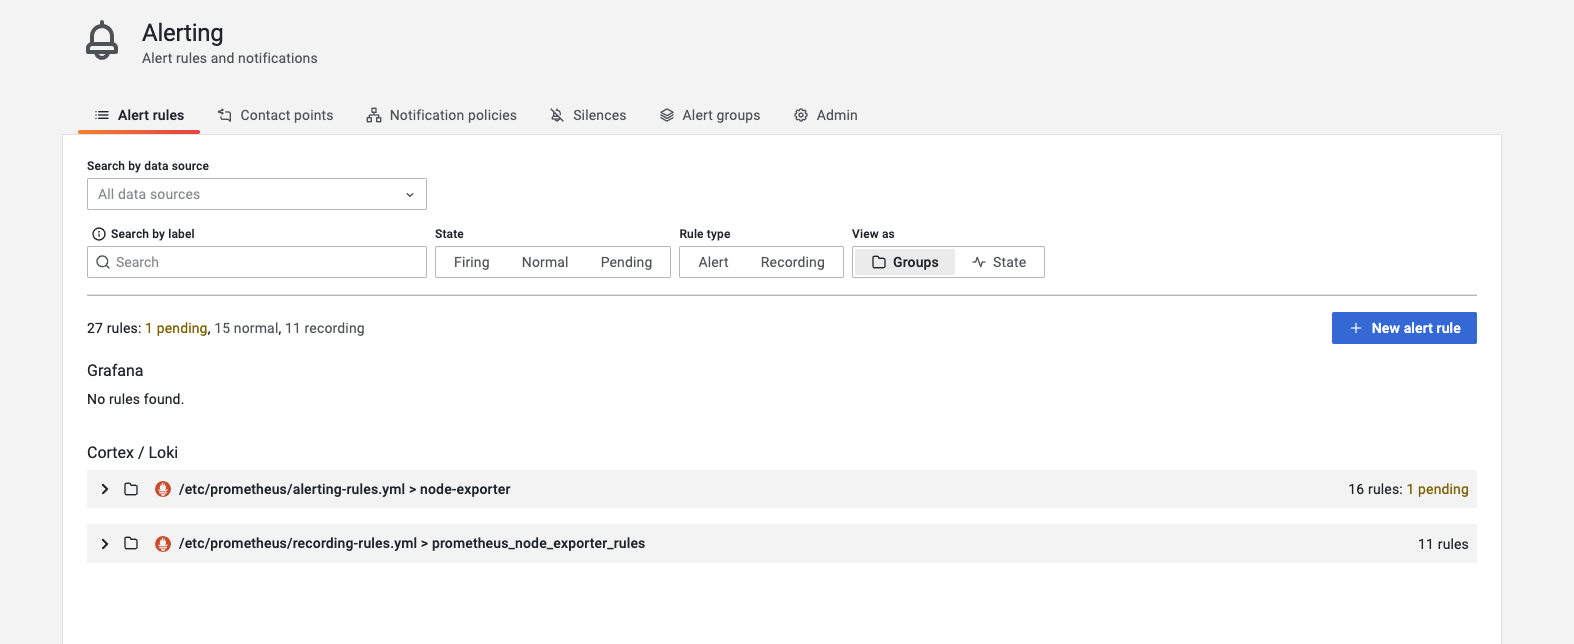 Alerting
Alert rules and notifications
Alert rules
Contact points
Notification policies
Silences
Alert groups
Admin
Search by data source
All data sources
Search by label
State
Rule type
View as
Search
Firing
Normal
Pending
Alert
Recording
Groups
State
27 rules: 1 pending, 15 normal, 11 recording
New alert rule
Grafana
No rules found.
Cortex / Loki
/etc/prometheus/alerting-rules.yml > node-exporter
16 rules: 1 pending
/etc/prometheus/recording-rules.yml > prometheus_node_exporter_rules
11 rules